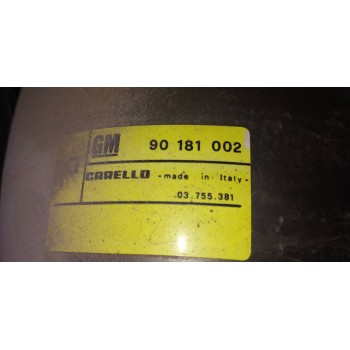 GM 90 181 002
CARELLO -made in Italy-
03.755.381